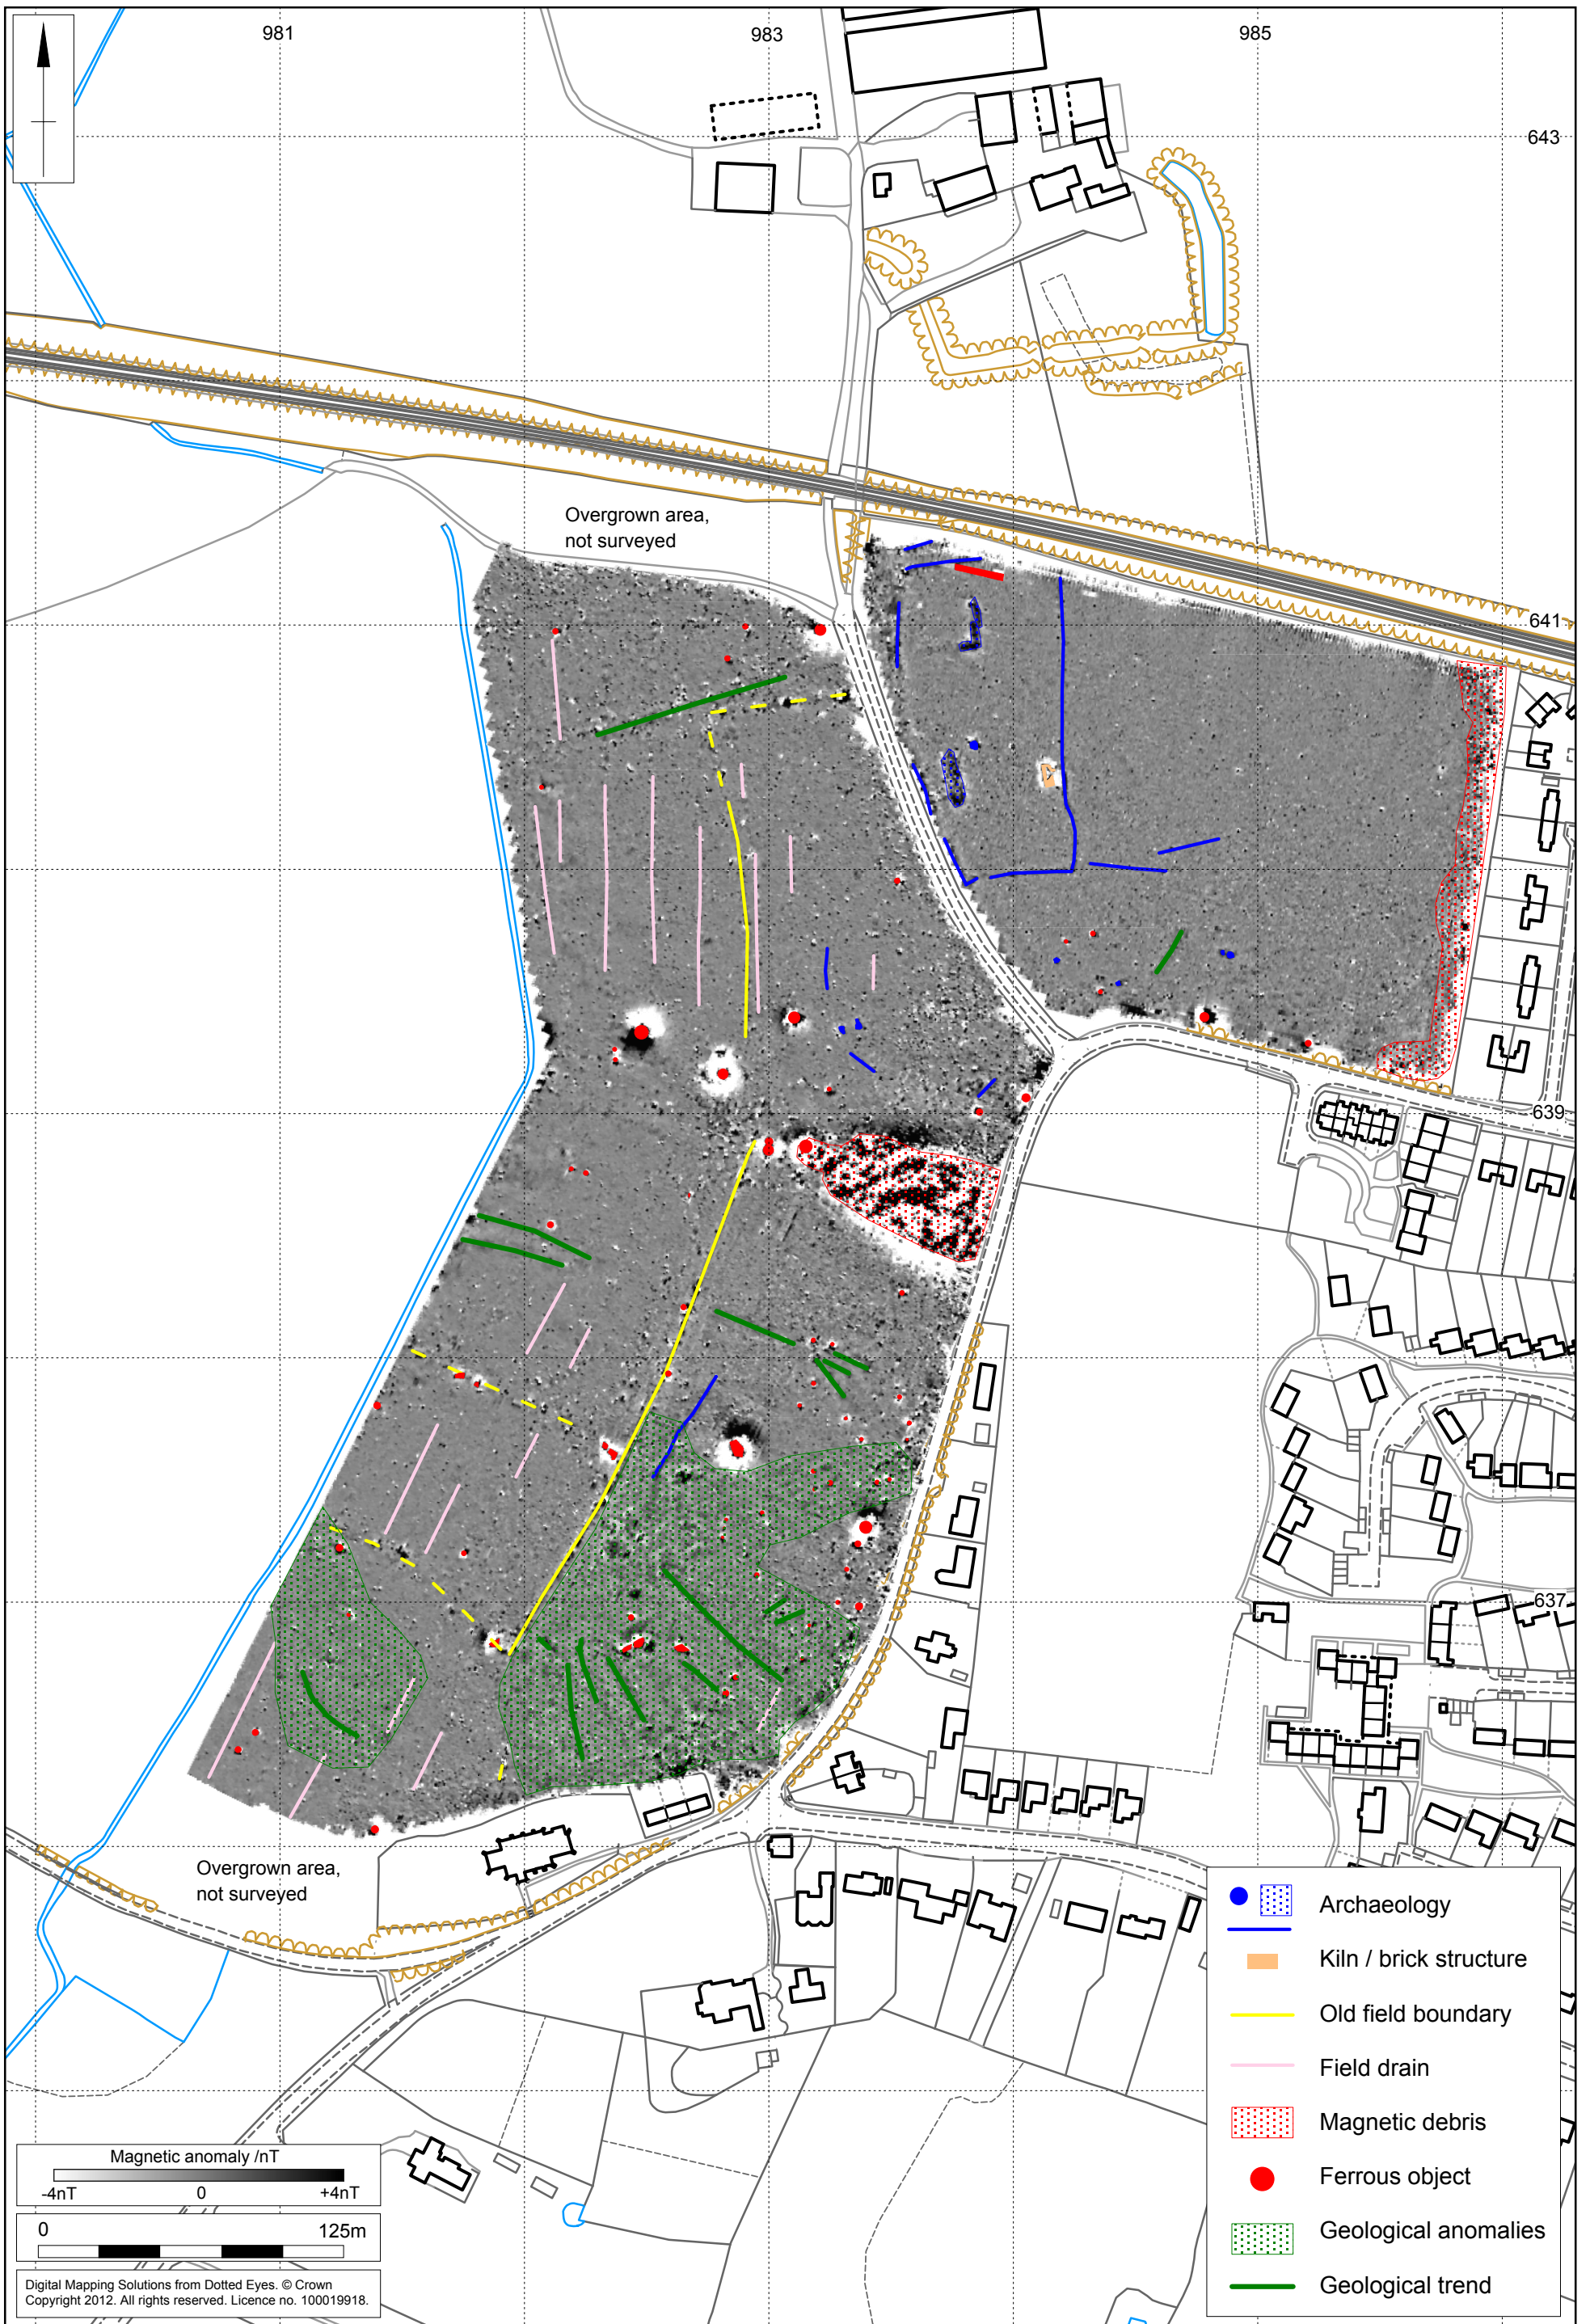 981
983
985
643
Overgrown area,
not surveyed
641
639
637
Overgrown area,
not surveyed
Archaeology
Kiln / brick structure
Old field boundary
Field drain
Magnetic debris
Ferrous object
Geological anomalies
Geological trend
Magnetic anomaly /nT
-4nT 0 +4nT
0 125m
Digital Mapping Solutions from Dotted Eyes. © Crown
Copyright 2012. All rights reserved. Licence no. 100019918.